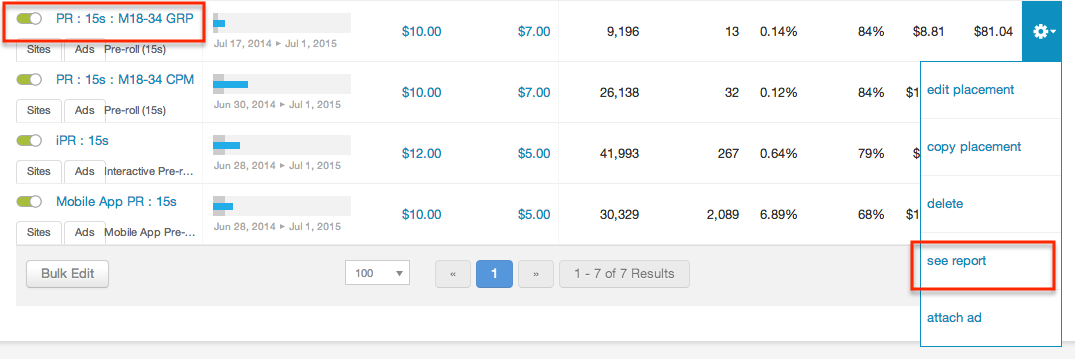 PR : 15s : M18-34 GRP
Sites Ads Pre-roll (15s)
Jul 17, 2014 ▸ Jul 1, 2015
$10.00 $7.00 9,196 13 0.14% 84% $8.81 $81.04
PR : 15s : M18-34 CPM
Sites Ads Pre-roll (15s)
Jun 30, 2014 ▸ Jul 1, 2015
$10.00 $7.00 26,138 32 0.12% 84% $1
iPR : 15s
Sites Ads Interactive Pre-r...
Jun 28, 2014 ▸ Jul 1, 2015
$12.00 $5.00 41,993 267 0.64% 79% $
Mobile App PR : 15s
Sites Ads Mobile App Pre-...
Jun 28, 2014 ▸ Jul 1, 2015
$10.00 $5.00 30,329 2,089 6.89% 68% $1
edit placement
copy placement
delete
see report
attach ad
Bulk Edit 100 « 1 » 1 - 7 of 7 Results